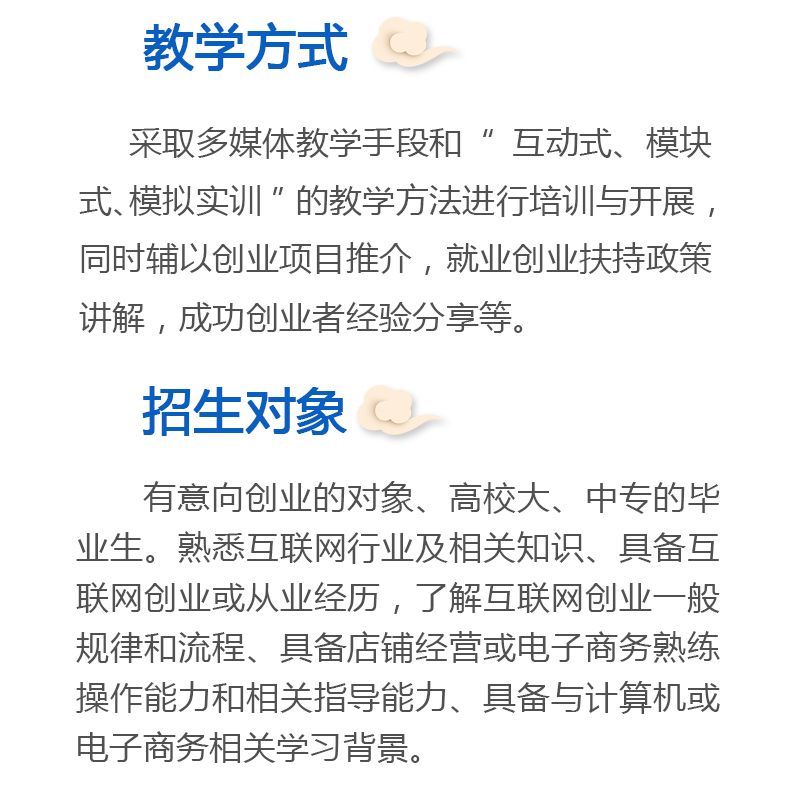 教学方式
采取多媒体教学手段和“互动式、模块
式、模拟实训”的教学方法进行培训与开展，
同时辅以创业项目推介，就业创业扶持政策
讲解，成功创业者经验分享等。
招生对象
有意向创业的对象、高校大、中专的毕
业生。熟悉互联网行业及相关知识、具备互
联网创业或从业经历，了解互联网创业一般
规律和流程、具备店铺经营或电子商务熟练
操作能力和相关指导能力、具备与计算机或
电子商务相关学习背景。